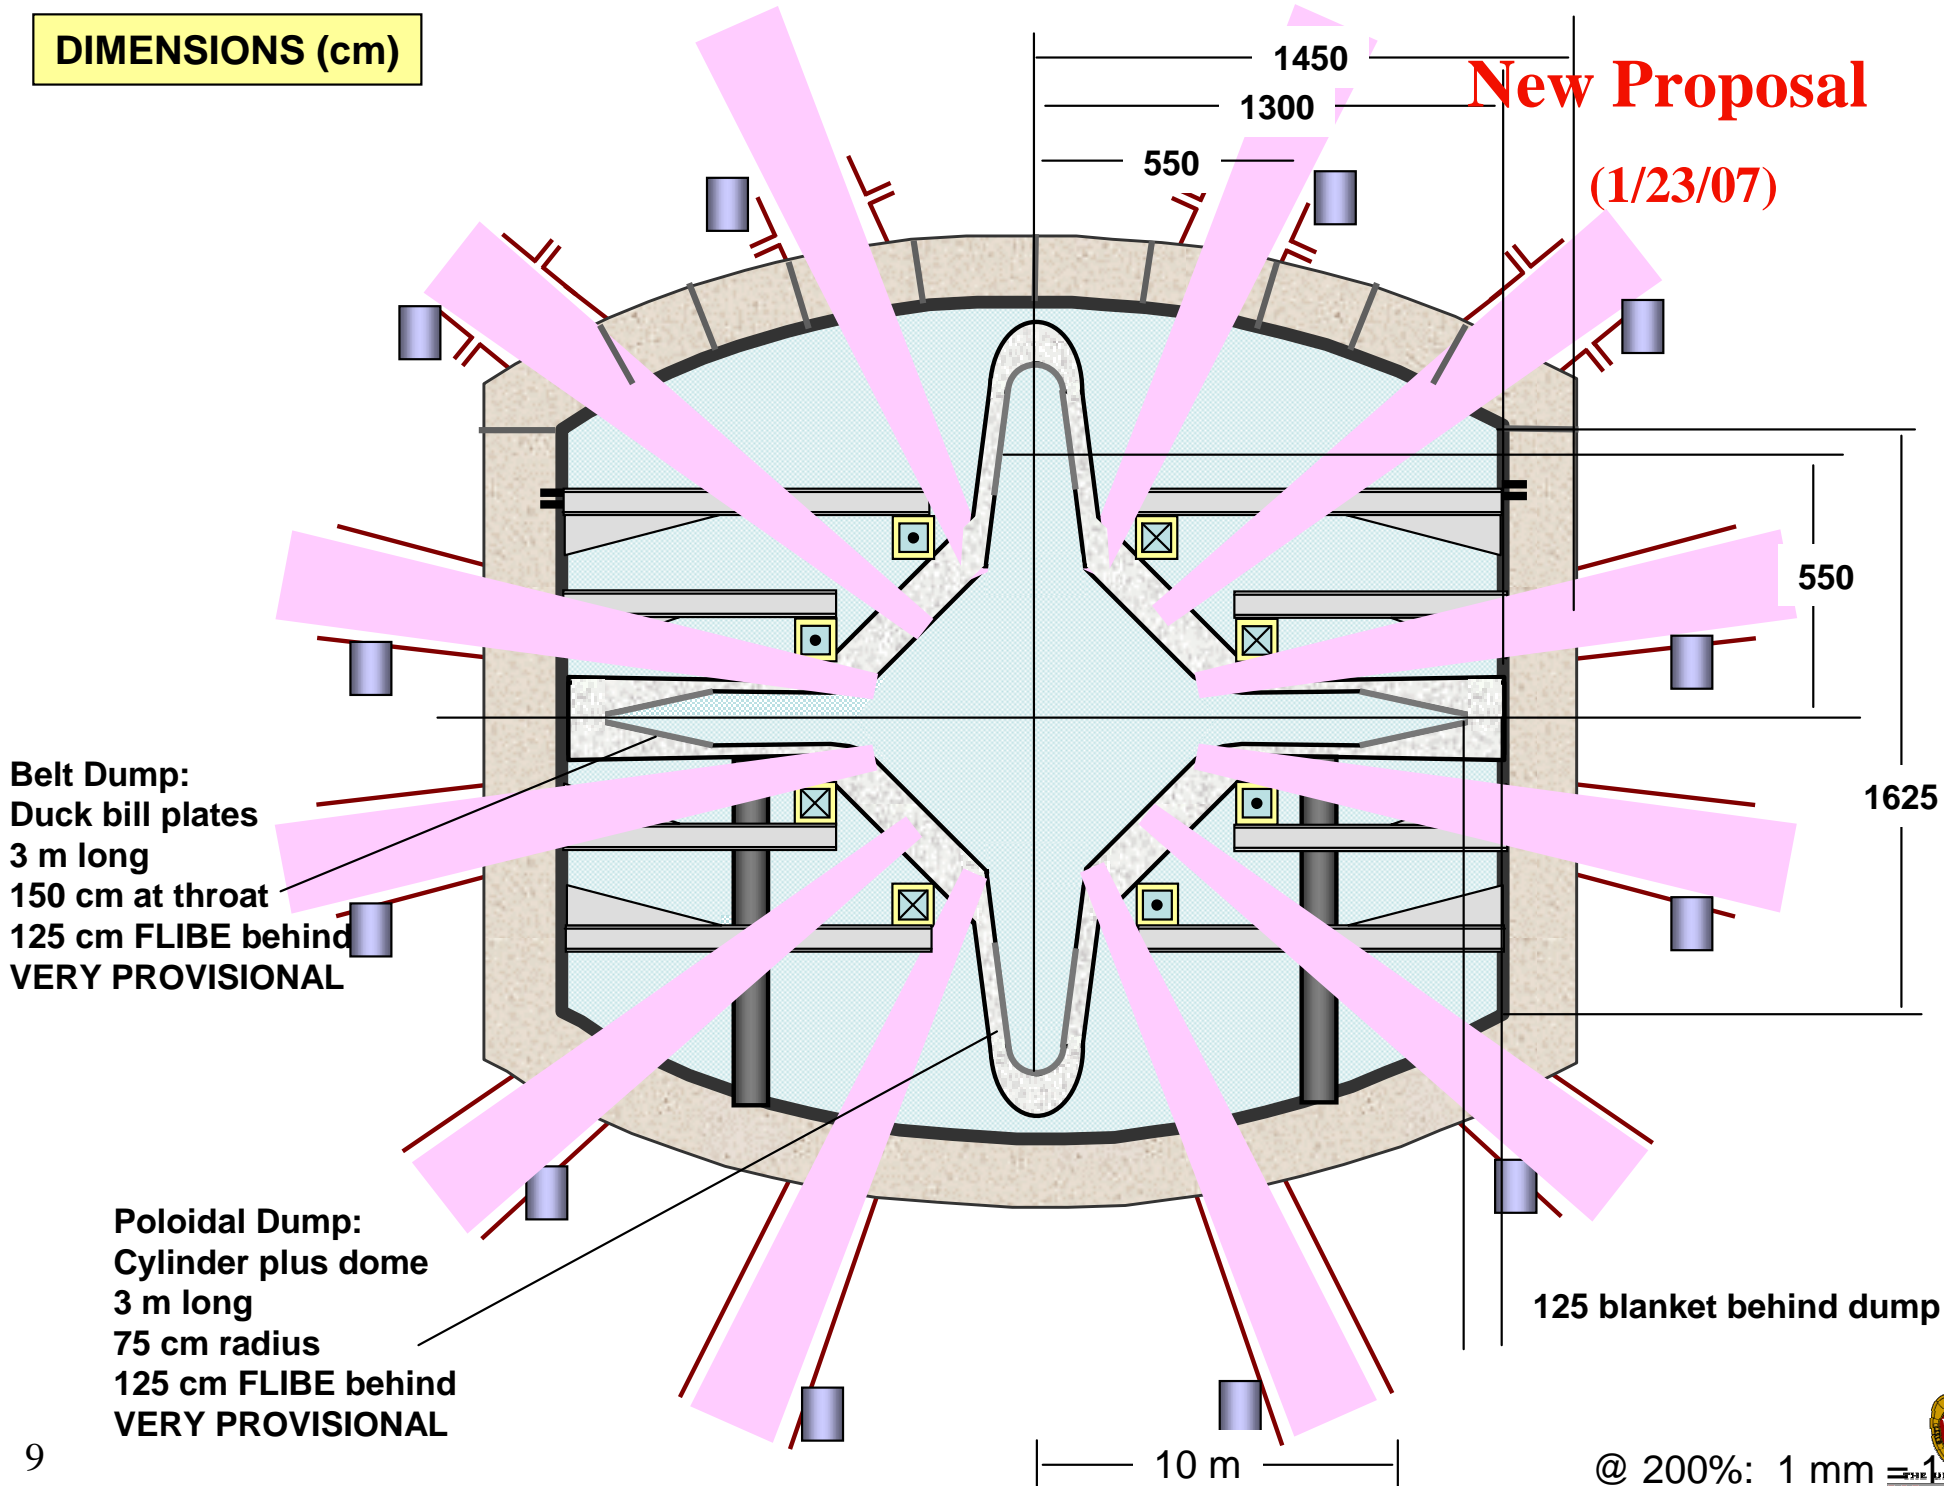 DIMENSIONS (cm)
1450
New Proposal
1300
550
(1/23/07)
550
Belt Dump:
Duck bill plates
3 m long
150 cm at throat
125 cm FLIBE behind
VERY PROVISIONAL
1625
Poloidal Dump:
Cylinder plus dome
3 m long
75 cm radius
125 cm FLIBE behind
VERY PROVISIONAL
125 blanket behind dump
9
10 m
@ 200%: 1 mm = 1
THE